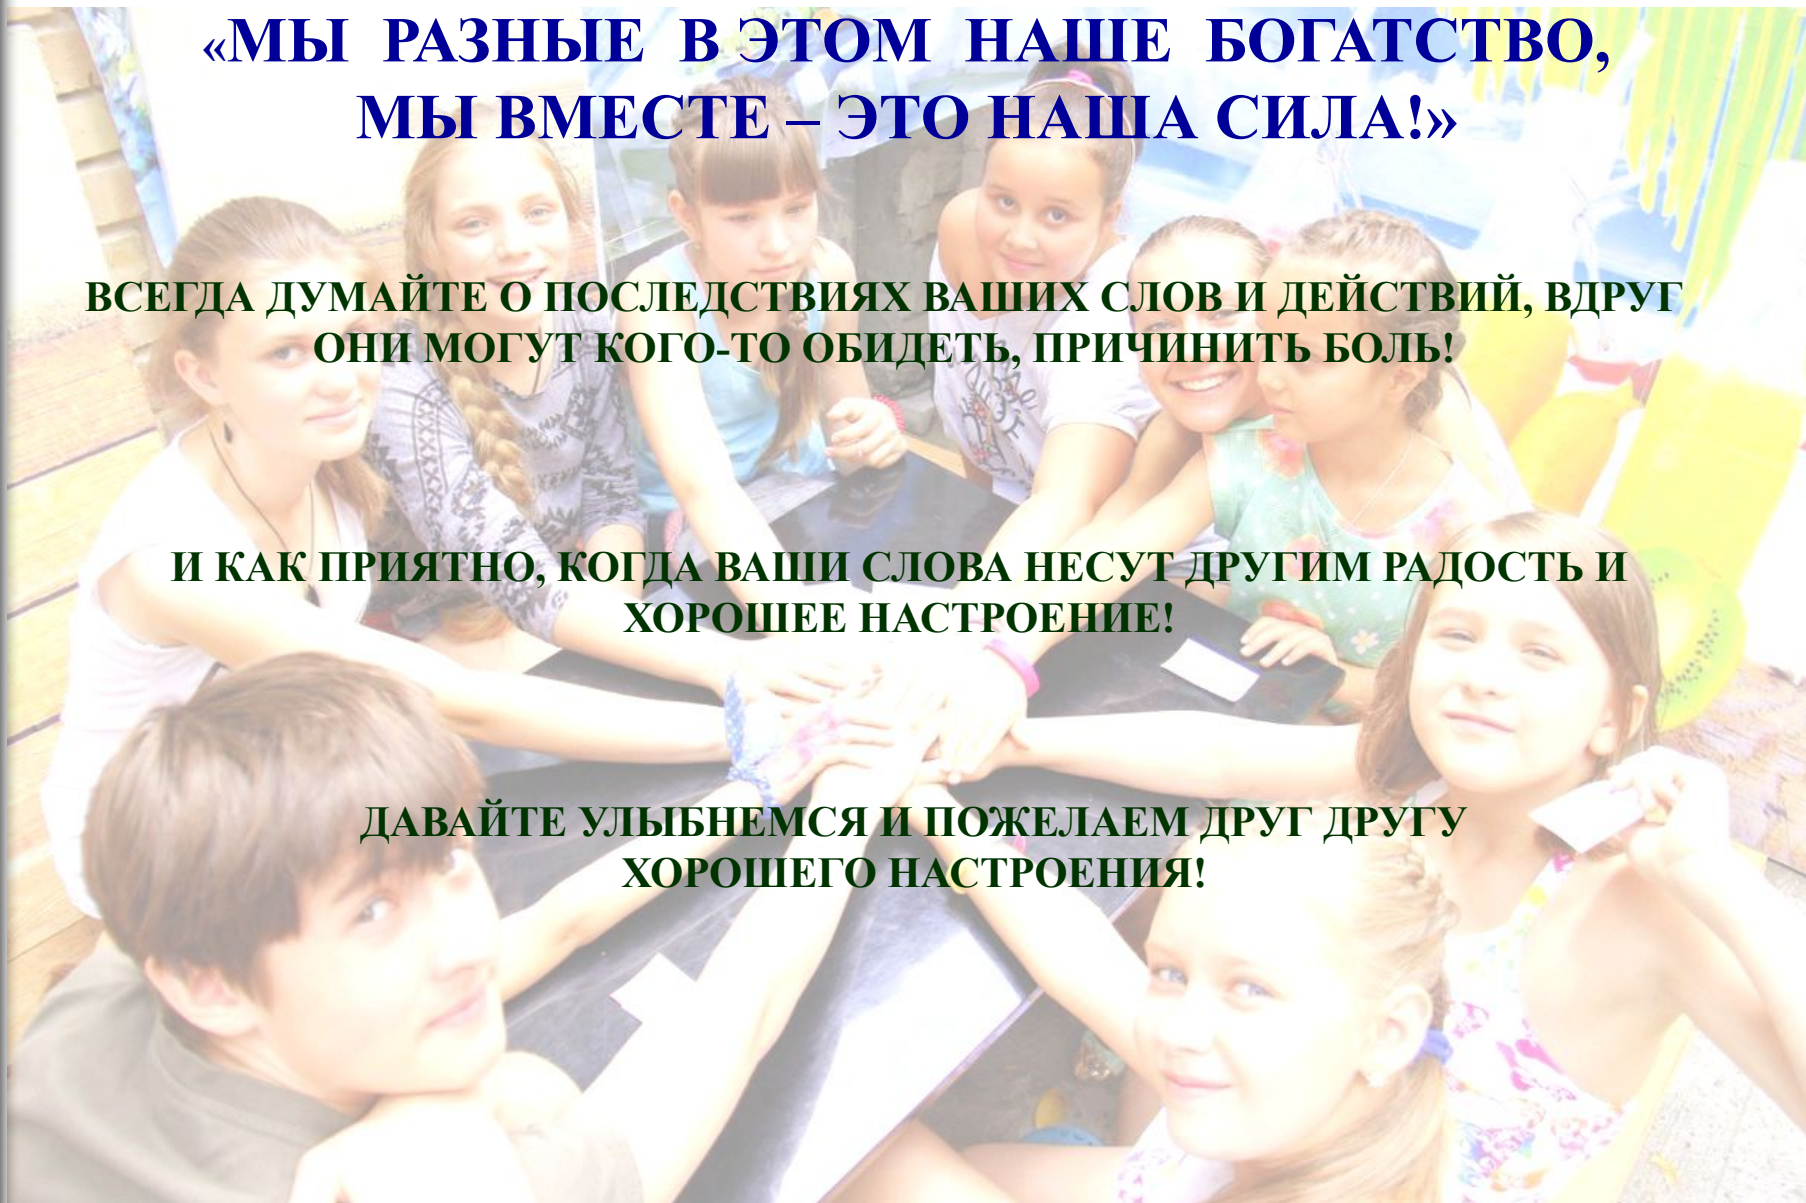 «МЫ РАЗНЫЕ В ЭТОМ НАШЕ БОГАТСТВО,
МЫ ВМЕСТЕ – ЭТО НАША СИЛА!»
ВСЕГДА ДУМАЙТЕ О ПОСЛЕДСТВИЯХ ВАШИХ СЛОВ И ДЕЙСТВИЙ, ВДРУГ
ОНИ МОГУТ КОГО-ТО ОБИДЕТЬ, ПРИЧИНИТЬ БОЛЬ!
И КАК ПРИЯТНО, КОГДА ВАШИ СЛОВА НЕСУТ ДРУГИМ РАДОСТЬ И
ХОРОШЕЕ НАСТРОЕНИЕ!
ДАВАЙТЕ УЛЫБНЕМСЯ И ПОЖЕЛАЕМ ДРУГ ДРУГУ
ХОРОШЕГО НАСТРОЕНИЯ!